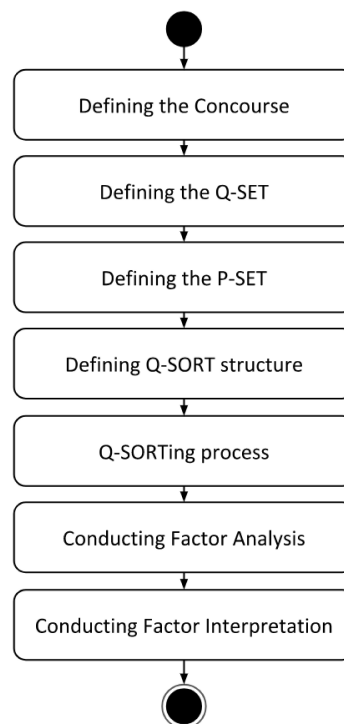 Defining the Concourse
Defining the Q-SET
Defining the P-SET
Defining Q-SORT structure
Q-SORTing process
Conducting Factor Analysis
Conducting Factor Interpretation